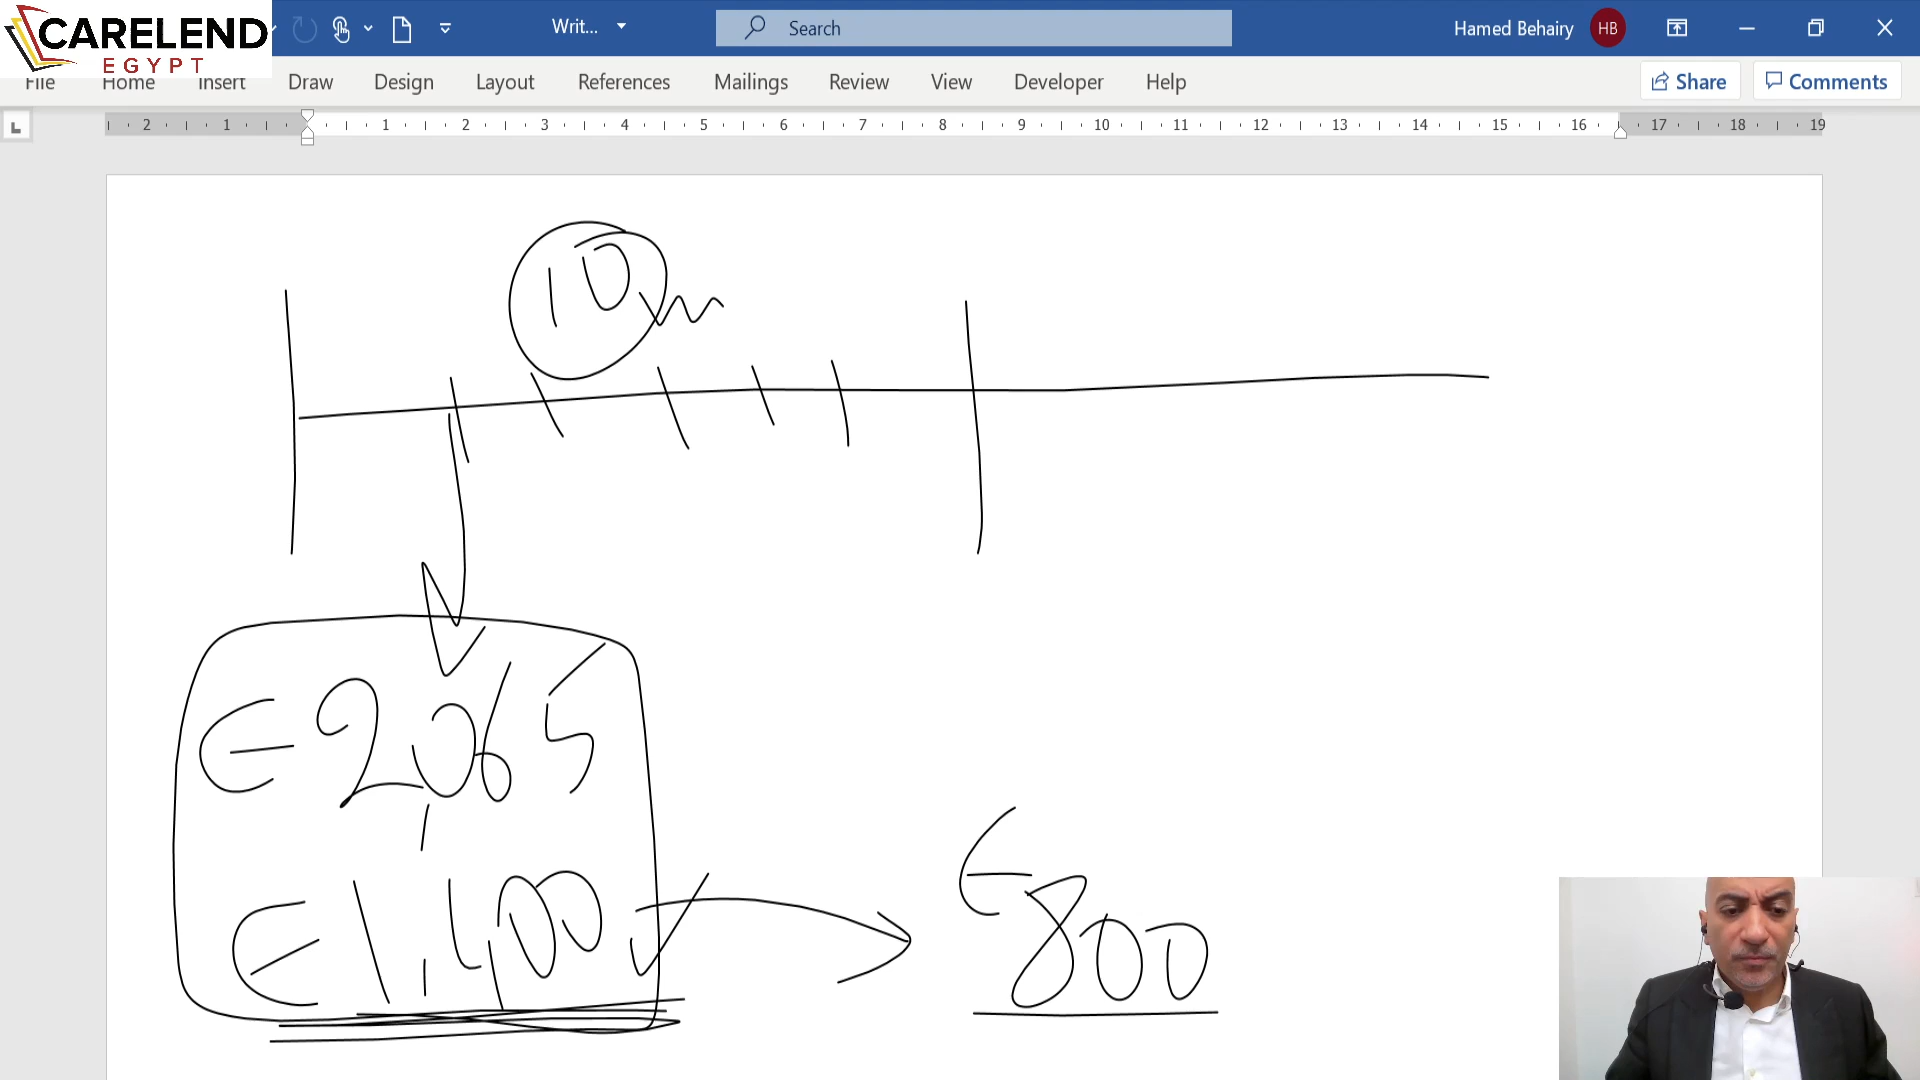 CARELEND
EGYPT
Writ...
Search
Hamed Behairy
HB
File
Home
Insert
Draw
Design
Layout
References
Mailings
Review
View
Developer
Help
Share
Comments
L
2 1 1 2 3 4 5 6 7 8 9 10 11 12 13 14 15 16 17 18 19
10m
€2,065
€1,400
€800